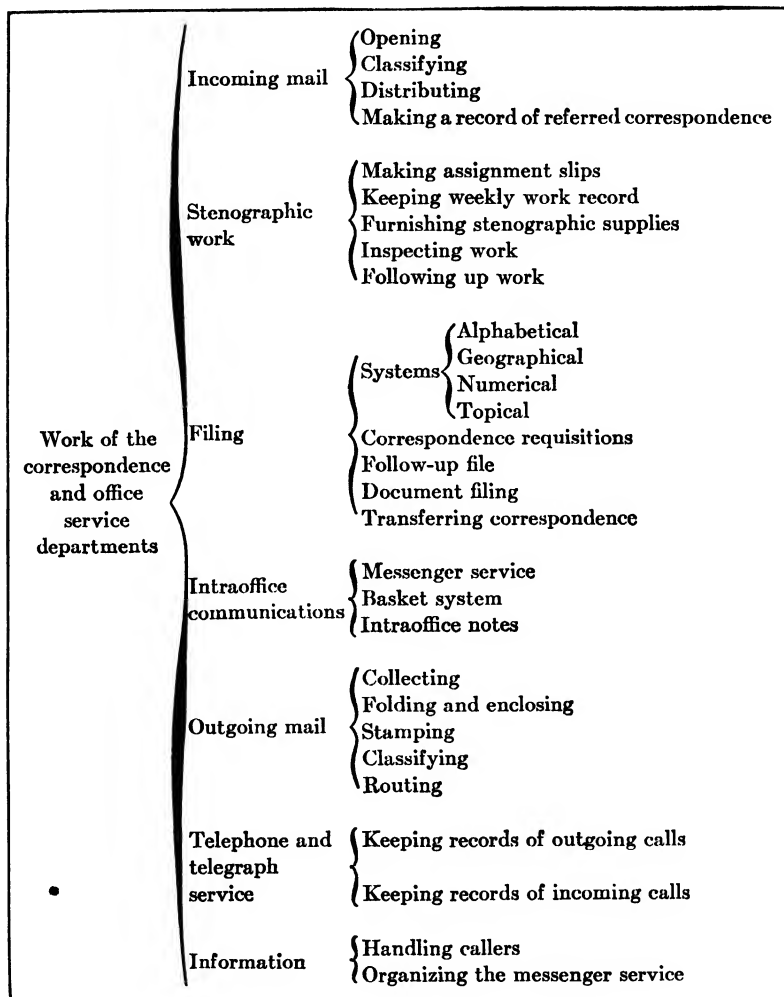 Work of the
correspondence
and office
service
departments
Incoming mail
Opening
Classifying
Distributing
Making a record of referred correspondence
Stenographic
work
Making assignment slips
Keeping weekly work record
Furnishing stenographic supplies
Inspecting work
Following up work
Filing
Systems
Alphabetical
Geographical
Numerical
Topical
Correspondence requisitions
Follow-up file
Document filing
Transferring correspondence
Intraoffice
communications
Messenger service
Basket system
Intraoffice notes
Outgoing mail
Collecting
Folding and enclosing
Stamping
Classifying
Routing
Telephone and
telegraph
service
Keeping records of outgoing calls
Keeping records of incoming calls
Information
Handling callers
Organizing the messenger service